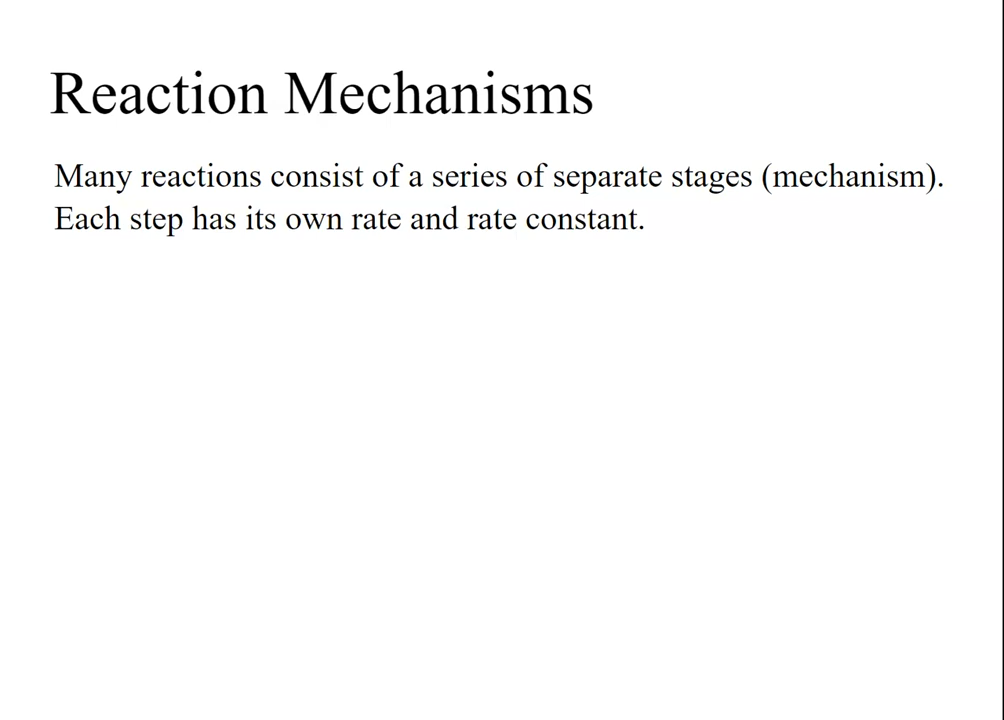 Reaction Mechanisms
Many reactions consist of a series of separate stages (mechanism).
Each step has its own rate and rate constant.